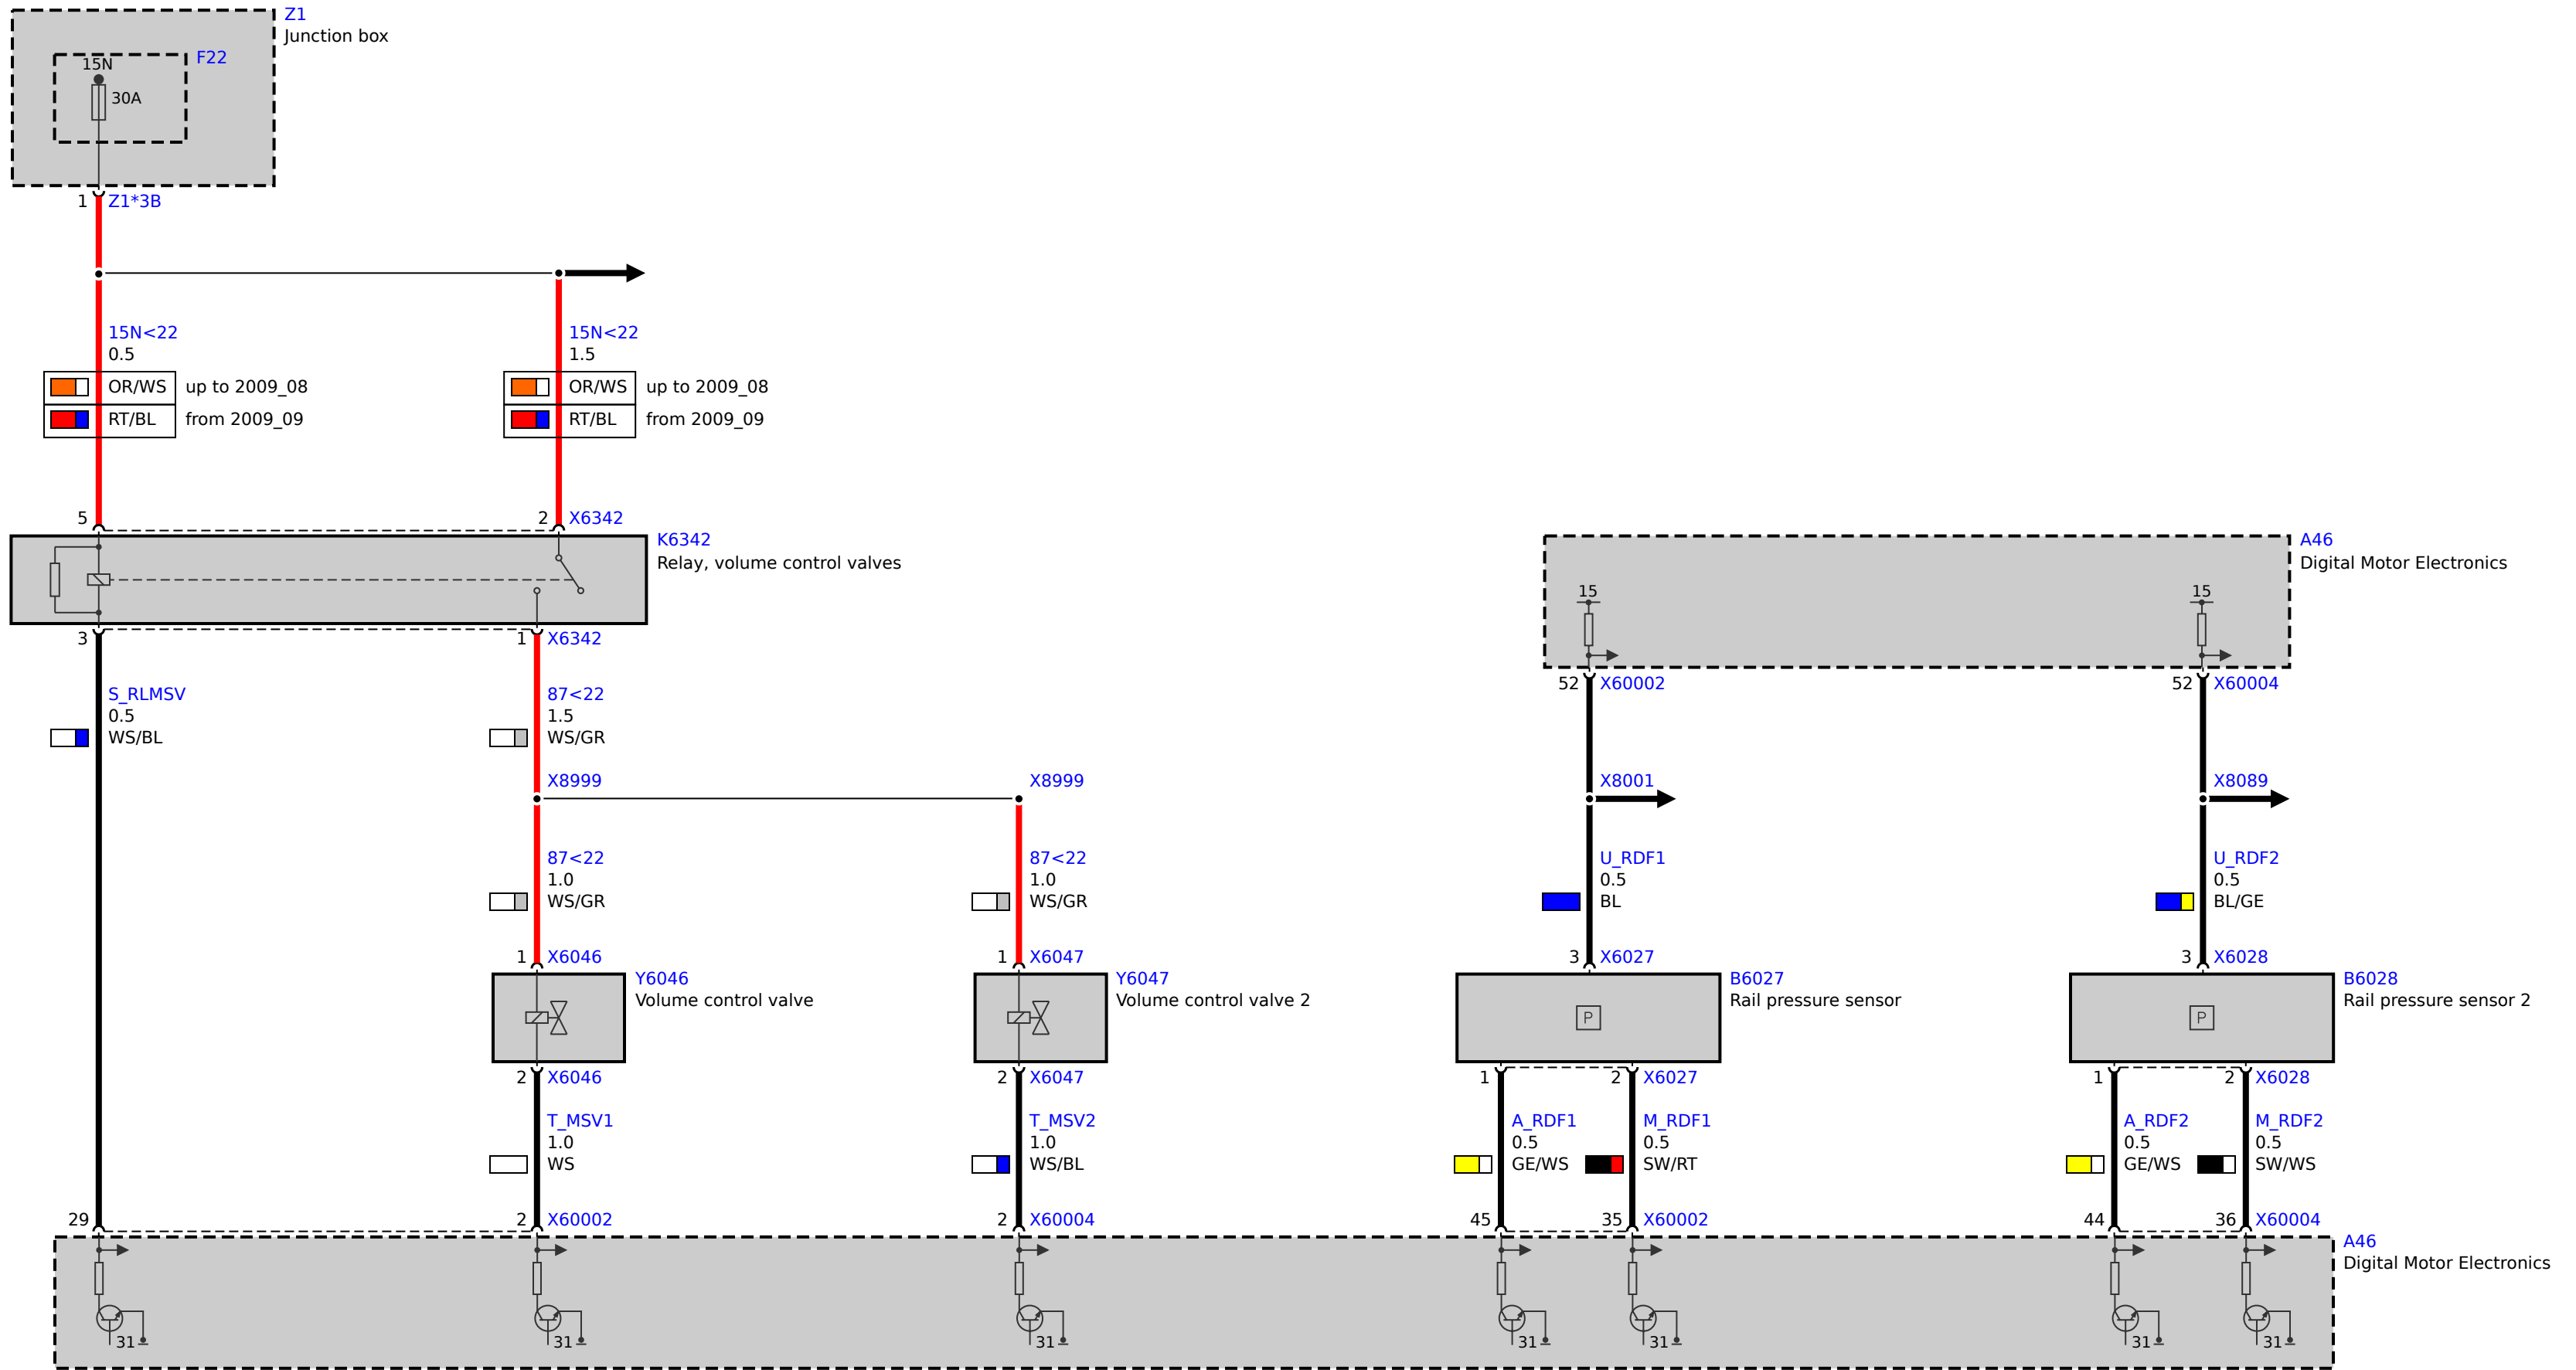 Z1
Junction box
15N
F22
30A
1 Z1*3B
15N<22
0.5
OR/WS up to 2009_08
RT/BL from 2009_09
15N<22
1.5
OR/WS up to 2009_08
RT/BL from 2009_09
5
2 X6342
K6342
Relay, volume control valves
3
1 X6342
S_RLMSV
0.5
WS/BL
87<22
1.5
WS/GR
X8999
X8999
87<22
1.0
WS/GR
87<22
1.0
WS/GR
1 X6046
1 X6047
Y6046
Volume control valve
Y6047
Volume control valve 2
2 X6046
2 X6047
T_MSV1
1.0
WS
T_MSV2
1.0
WS/BL
29
2 X60002
2 X60004
A46
Digital Motor Electronics
15
15
52 X60002
52 X60004
X8001
X8089
U_RDF1
0.5
BL
U_RDF2
0.5
BL/GE
3 X6027
3 X6028
B6027
Rail pressure sensor
P
B6028
Rail pressure sensor 2
P
1
2 X6027
1
2 X6028
A_RDF1
0.5
GE/WS
M_RDF1
0.5
SW/RT
A_RDF2
0.5
GE/WS
M_RDF2
0.5
SW/WS
45
35 X60002
44
36 X60004
A46
Digital Motor Electronics
31
31
31
31
31
31
31